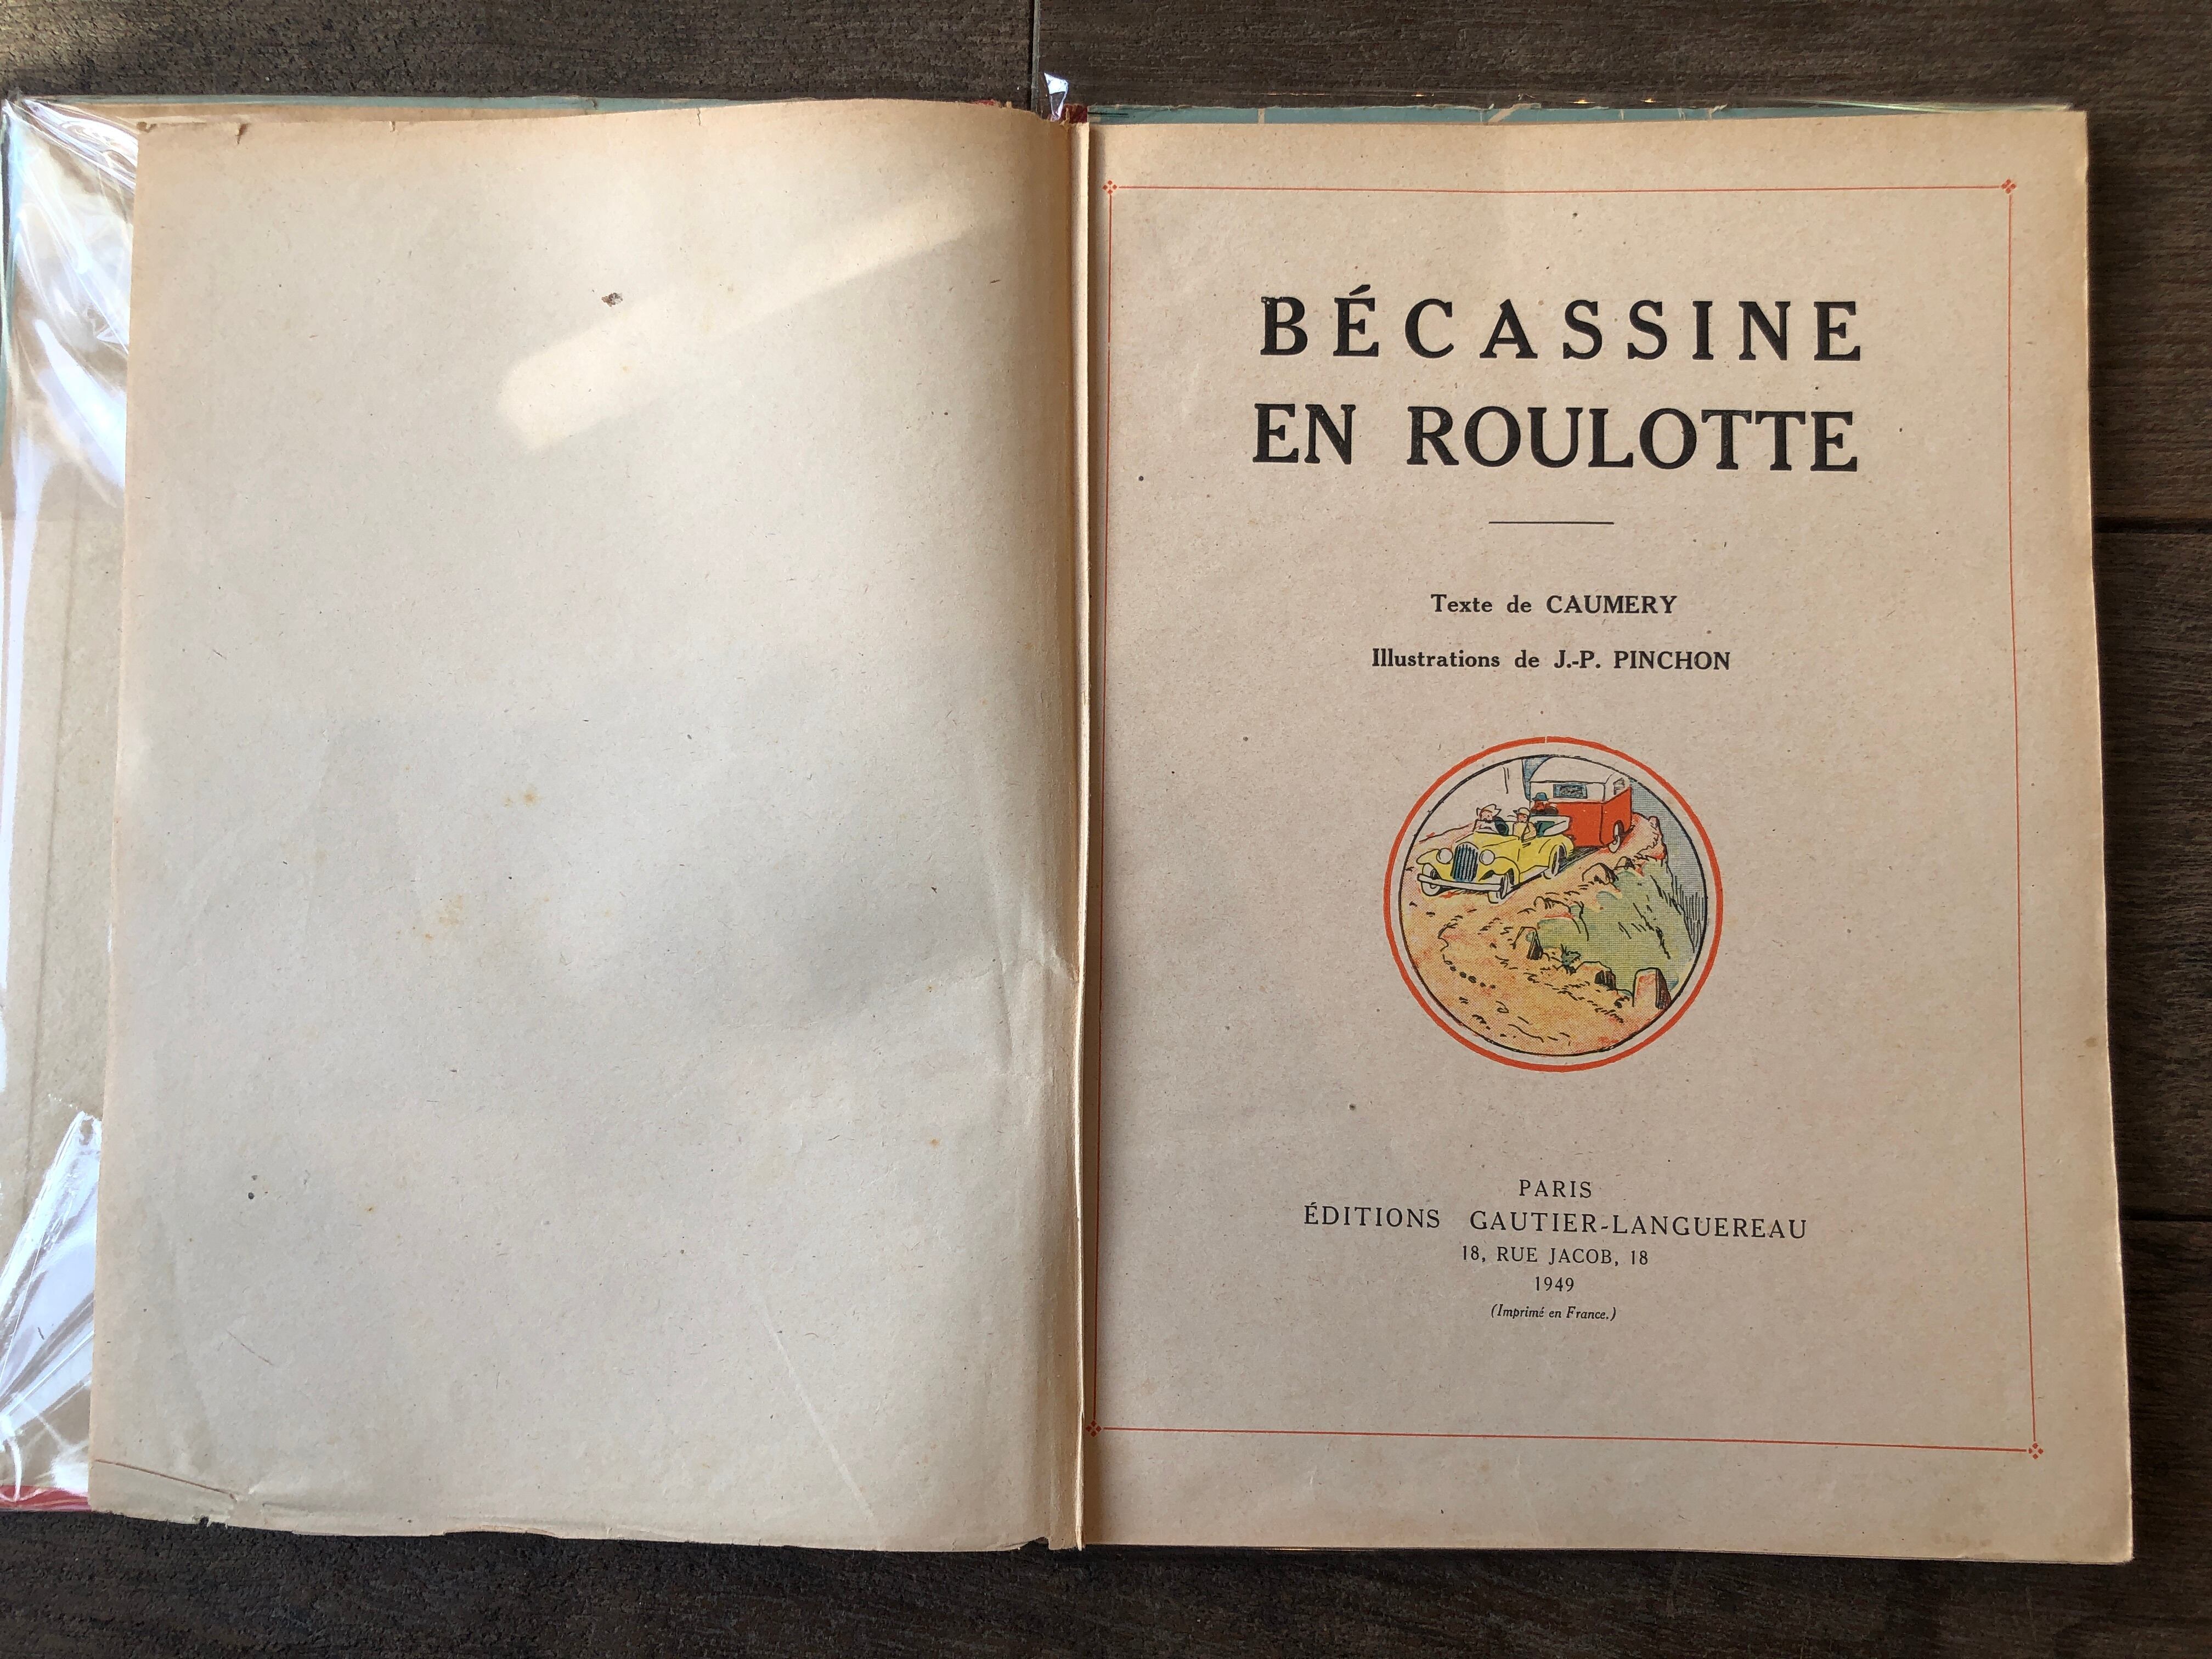 BÉCASSINE
EN ROULOTTE
Texte de CAUMERY
Illustrations de J.-P. PINCHON
PARIS
ÉDITIONS GAUTIER-LANGUEREAU
18, RUE JACOB, 18
1949
(Imprimé en France.)